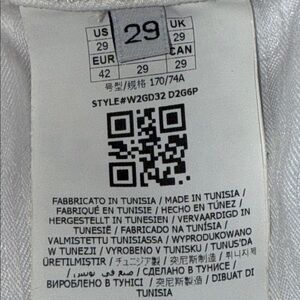 US 29 UK
29 29
EUR CAN
42 29 29
号型/规格 170/74A
STYLE#W2GD32 D2G6P
FABBRICATO IN TUNISIA / MADE IN TUNISIA /
FABRIQUÉ EN TUNISIE / HECHO EN TÚNEZ /
HERGESTELLT IN TUNESIEN / VERVAARDIGD IN
TUNESIË / FABRICADO NA TUNÍSIA /
VALMISTETTU TUNISIASSA / WYPRODUKOWANO
W TUNEZJI / VYROBENO V TUNISKU / TUNUS'DA
ÜRETILMISTIR / チュニジア製 / 突尼斯制造 / 튀니지제
/ 突尼斯製造 / صنع في تونس / СДЕЛАНО В ТУНИСЕ /
ВИРОБЛЕНО В ТУНІСІ / DIBUAT DI
TUNISIA